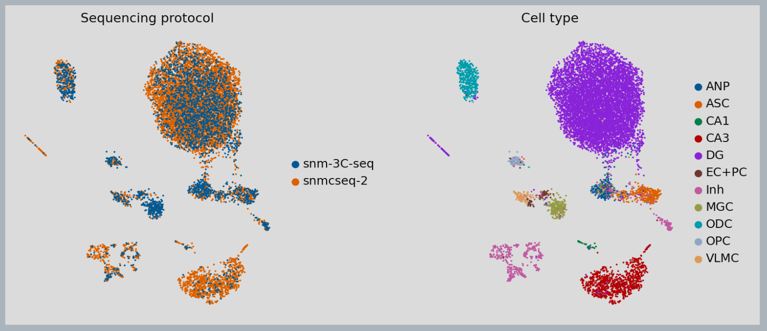 Sequencing protocol
Cell type
snm-3C-seq
snmcseq-2
ANP
ASC
CA1
CA3
DG
EC+PC
Inh
MGC
ODC
OPC
VLMC